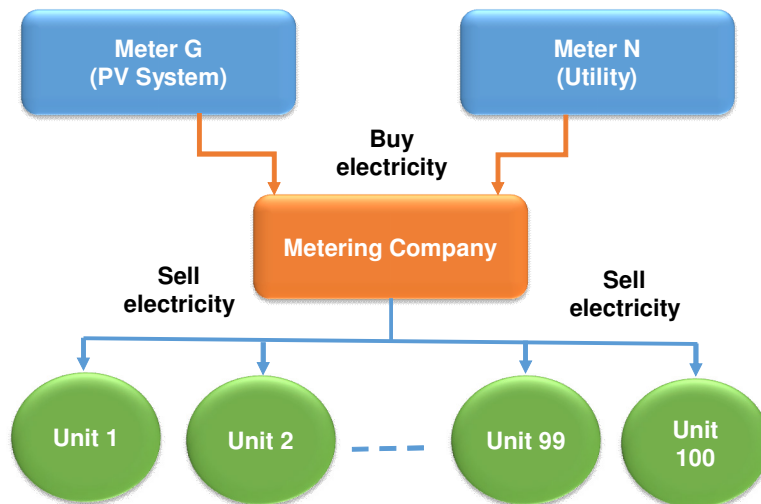 Meter G
(PV System)
Meter N
(Utility)
Buy
electricity
Metering Company
Sell
electricity
Sell
electricity
Unit 1
Unit 2
Unit 99
Unit
100